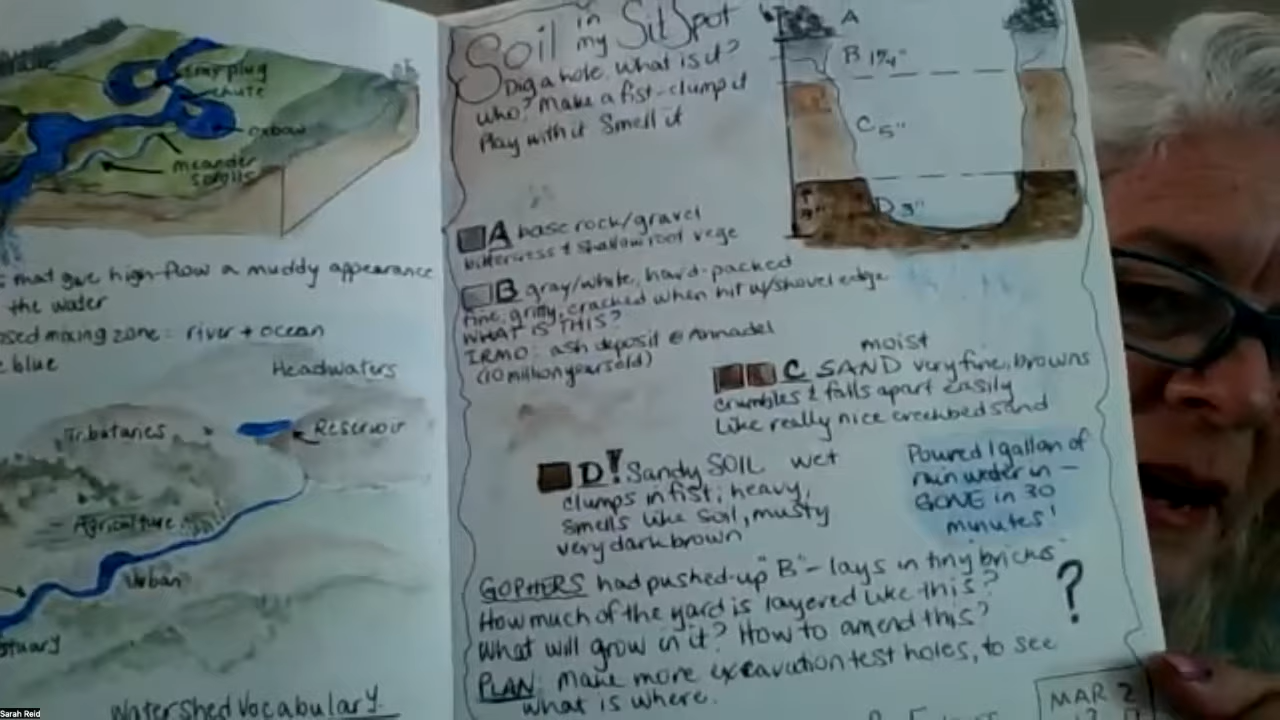 clay plug
chute
oxbow
meander
scrolls
that give high-flow a muddy appearance
the water
mixing zone: river + ocean
blue
Headwaters
Tributaries
Reservoir
Agriculture
Urban
Watershed Vocabulary
Soil in my Sit Spot
Dig a hole. What is it?
who? Make a fist-clump it
Play with it Smell it
A
B 1 3/4"
C 5"
D 3"
A base rock/gravel
bittercress & shallow root vege
B gray/white, hard-packed
fine, gritty, cracked when hit w/shovel edge
WHAT IS THIS?
IRMO: ash deposit @ Annadel
(10 million years old)
moist
C SAND very fine, browns
crumbles & falls apart easily
Like really nice creekbed sand
D! Sandy SOIL wet
clumps in fist; heavy,
smells like soil, musty
very dark brown
Poured 1 gallon of
rain water in –
GONE in 30
minutes!
GOPHERS had pushed-up "B" – lays in tiny bricks
How much of the yard is layered like this?
What will grow in it? How to amend this?
?
PLAN: Make more excavation test holes, to see
what is where.
MAR 2
Sarah Reid